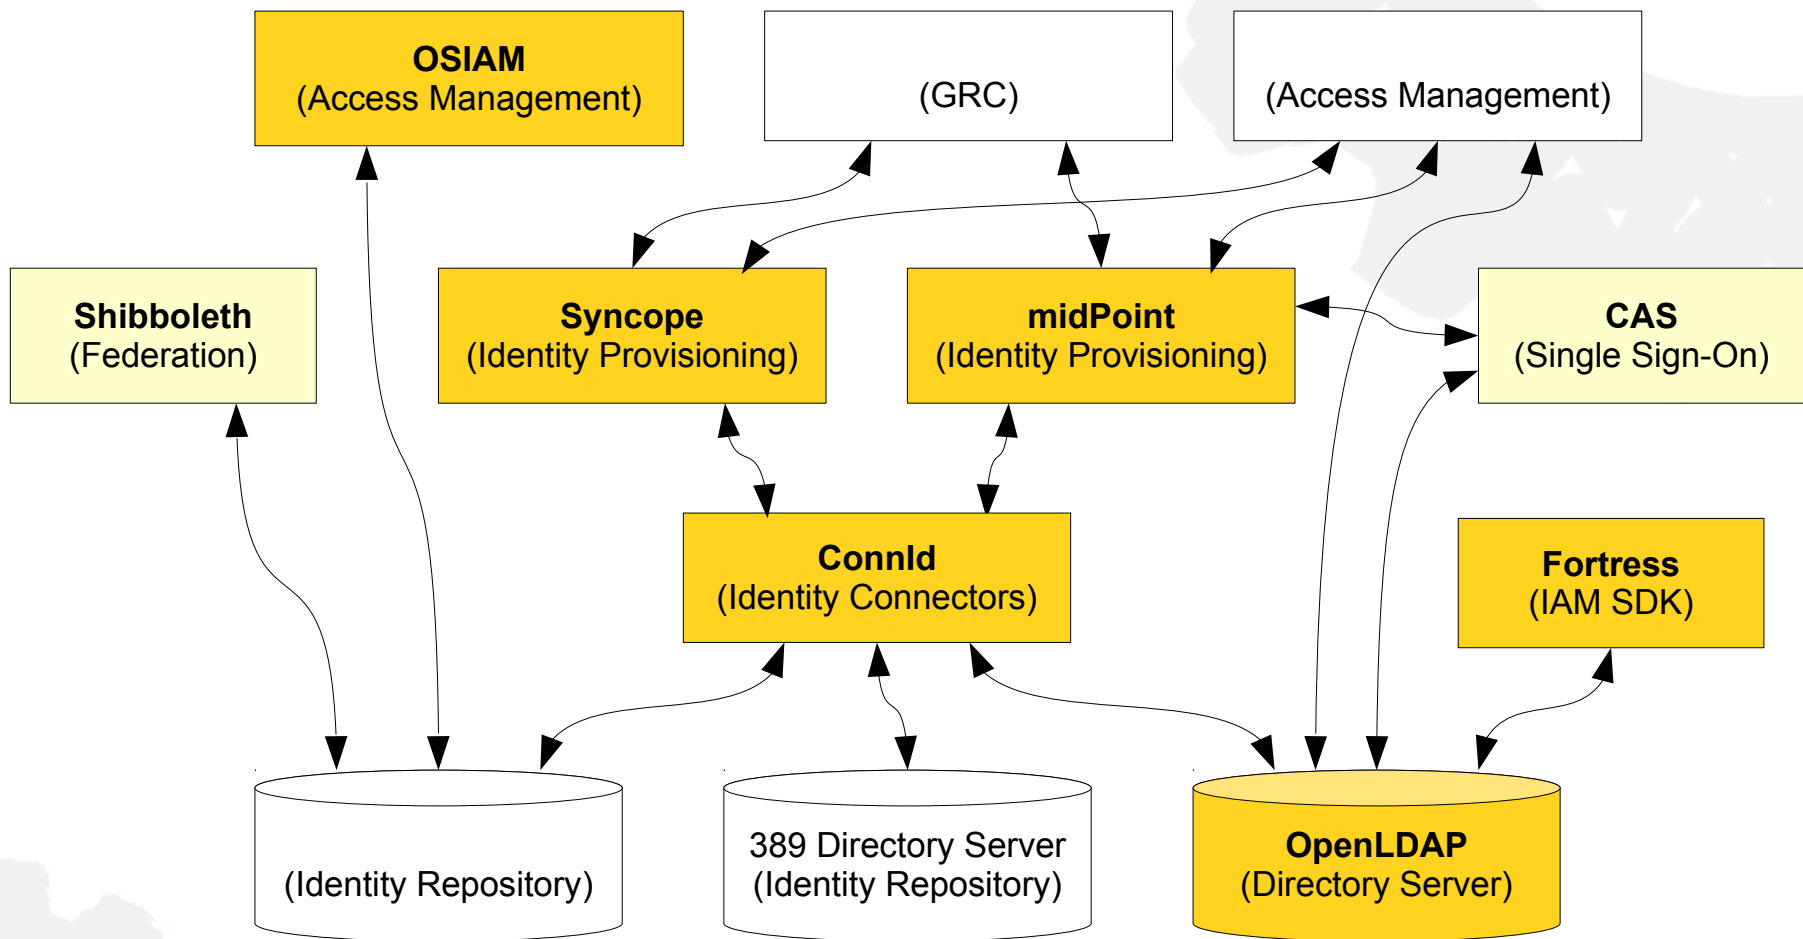 OSIAM
(Access Management)
(GRC)
(Access Management)
Shibboleth
(Federation)
Syncope
(Identity Provisioning)
midPoint
(Identity Provisioning)
CAS
(Single Sign-On)
ConnId
(Identity Connectors)
Fortress
(IAM SDK)
(Identity Repository)
389 Directory Server
(Identity Repository)
OpenLDAP
(Directory Server)